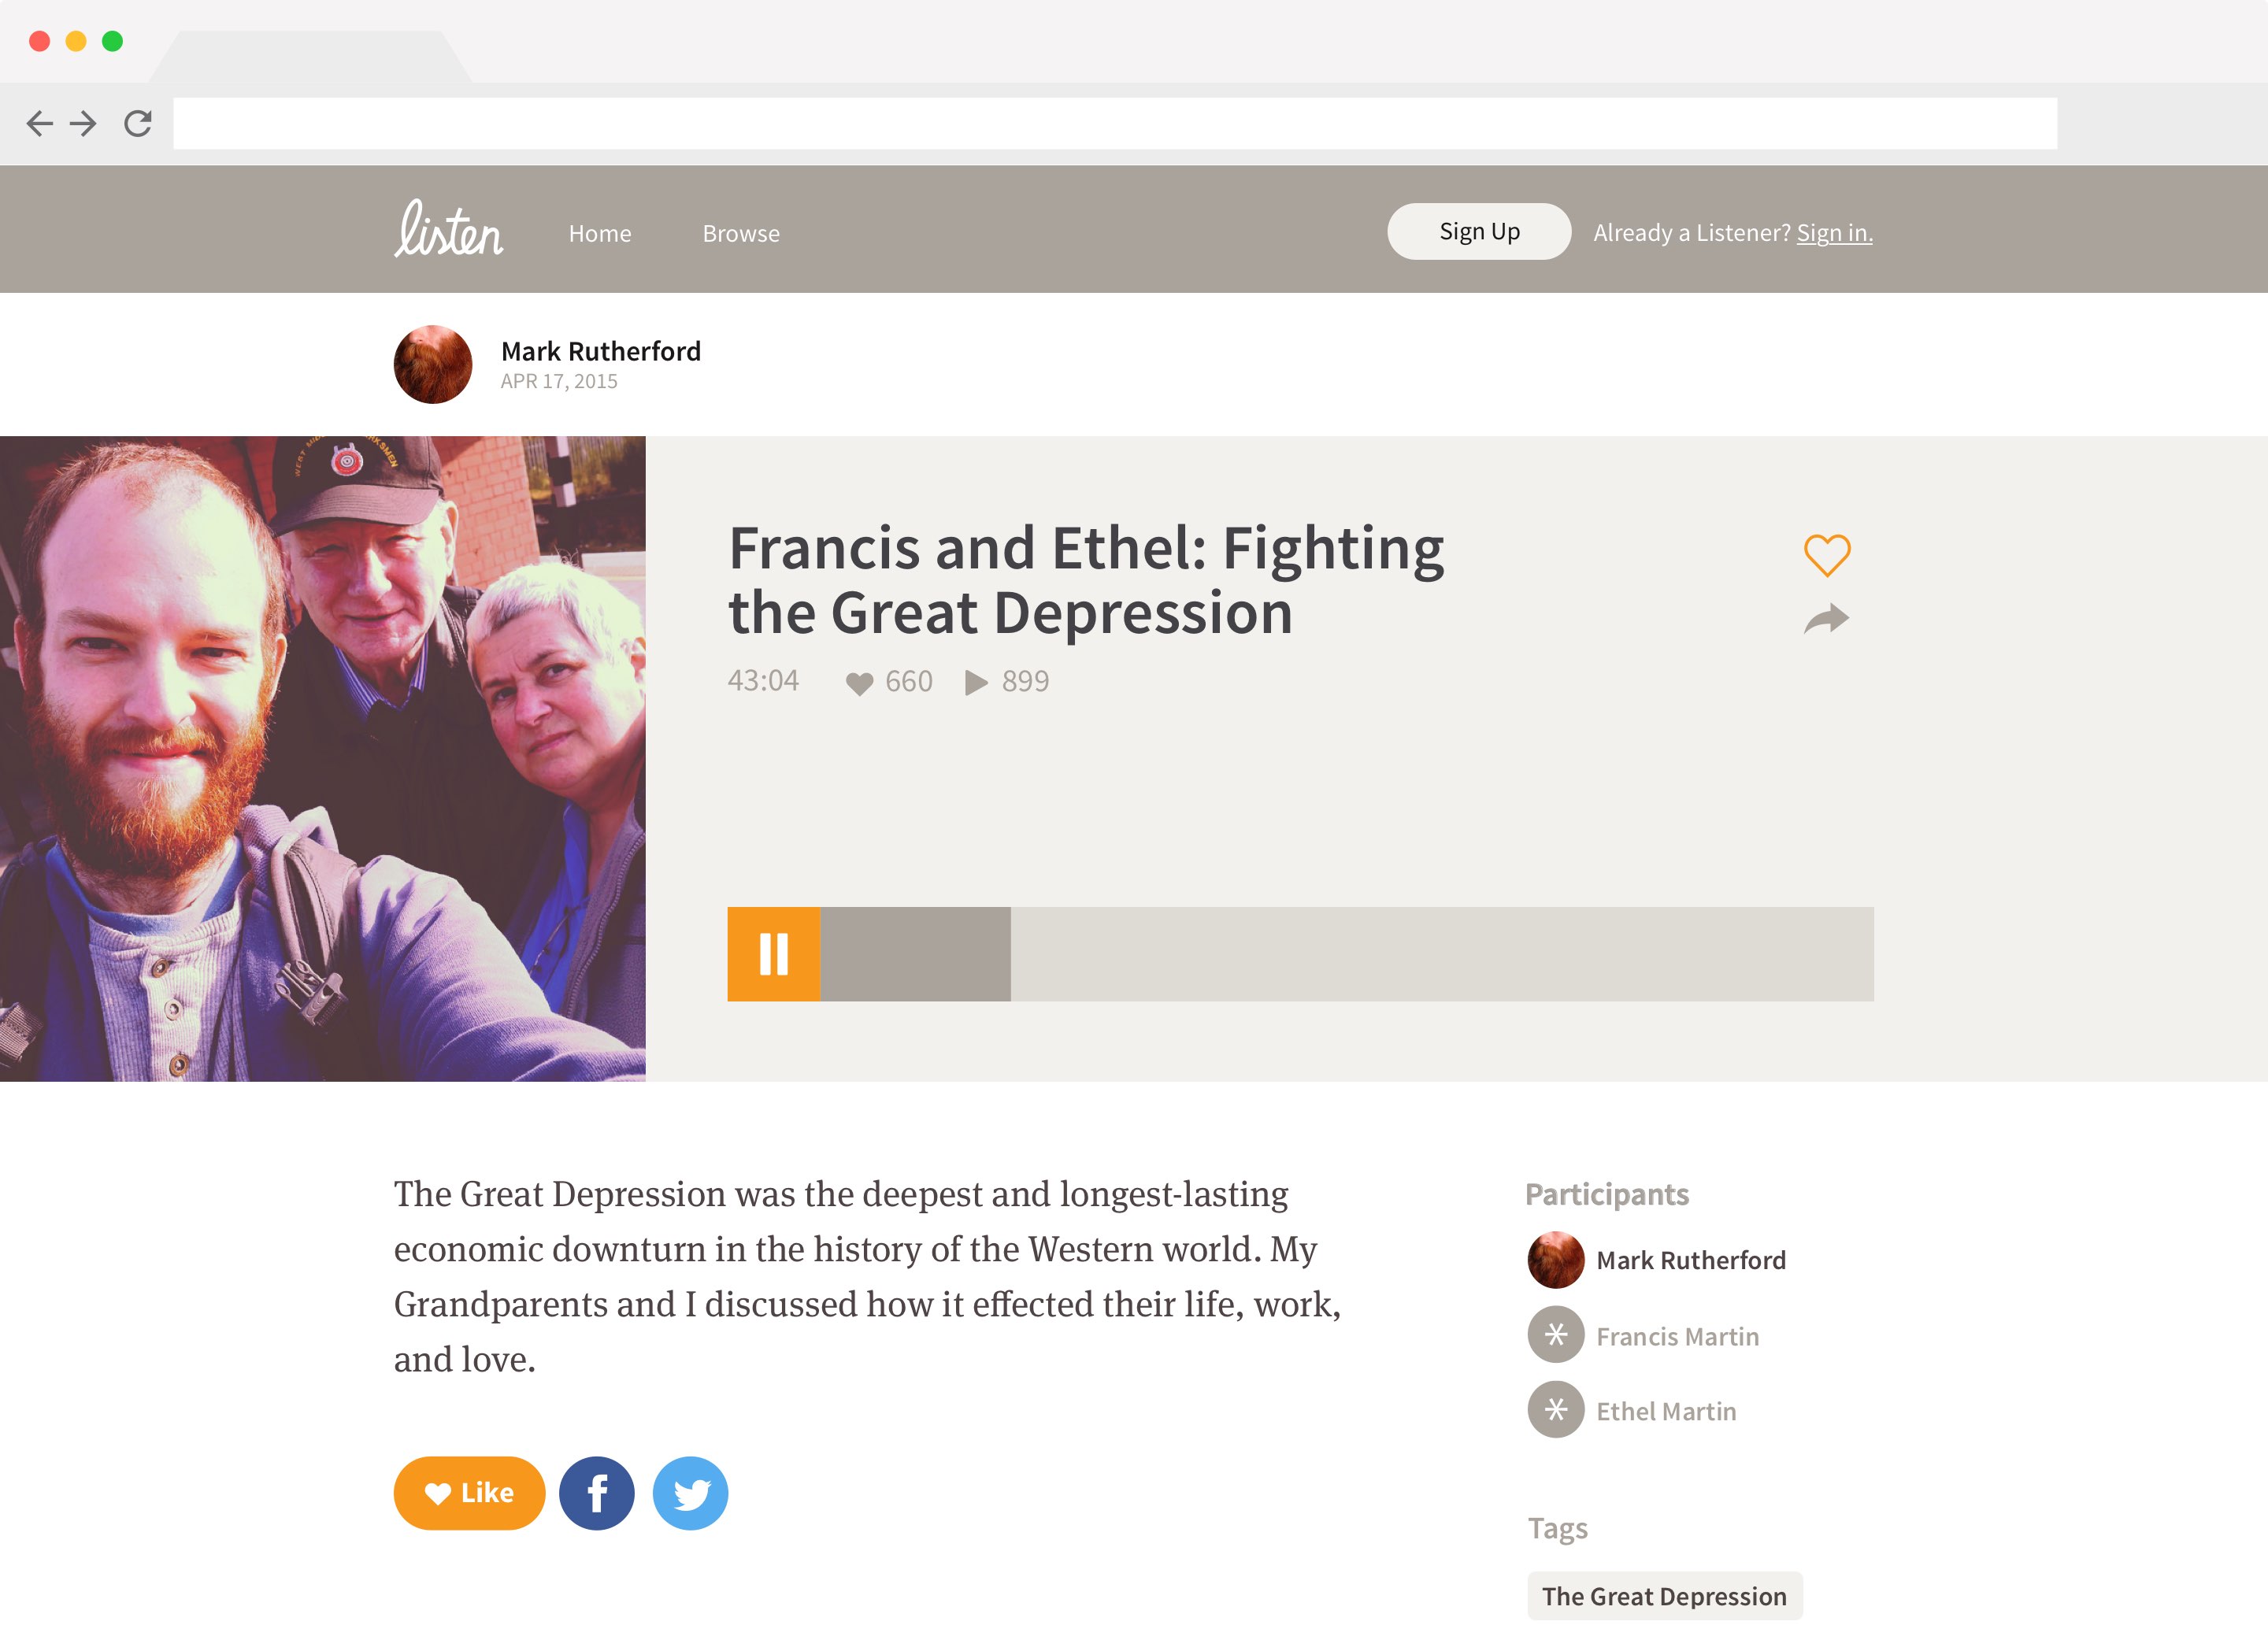 listen
Home
Browse
Sign Up
Already a Listener? Sign in.
Mark Rutherford
APR 17, 2015
Francis and Ethel: Fighting
the Great Depression
43:04
660
899
The Great Depression was the deepest and longest-lasting
economic downturn in the history of the Western world. My
Grandparents and I discussed how it effected their life, work,
and love.
Like
Participants
Mark Rutherford
Francis Martin
Ethel Martin
Tags
The Great Depression